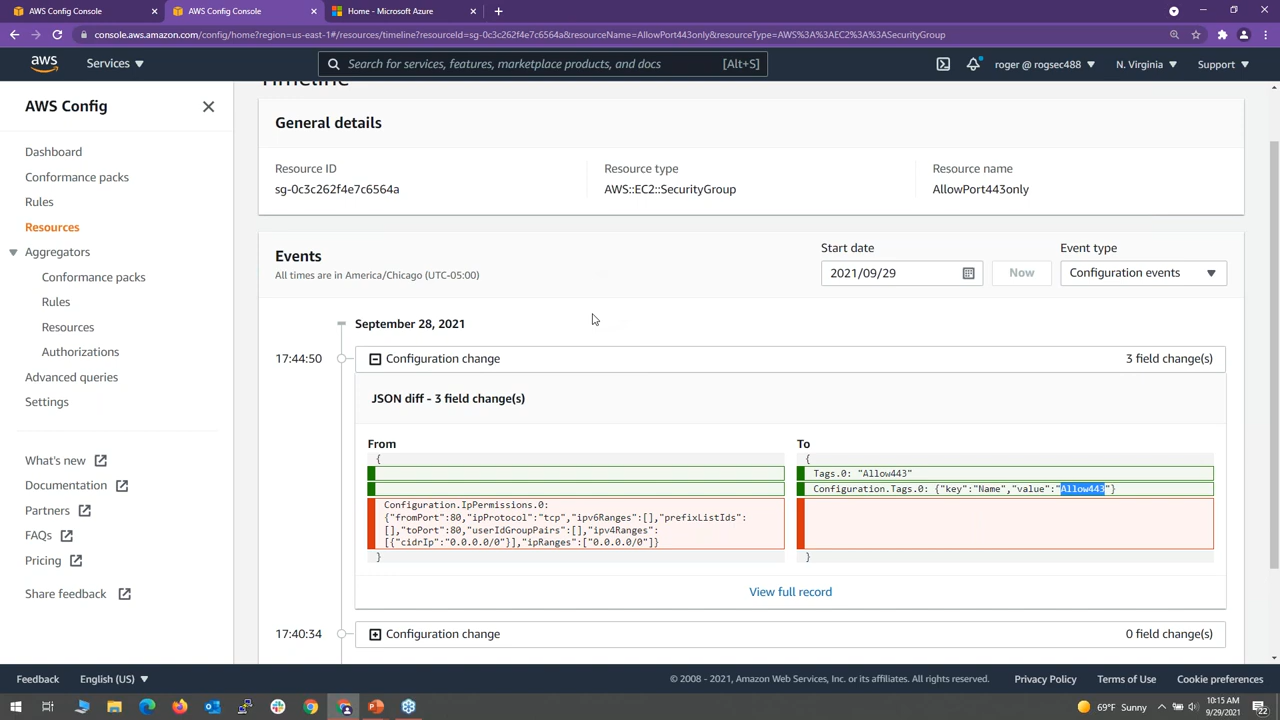 AWS Config Console
AWS Config Console
Home - Microsoft Azure
console.aws.amazon.com/config/home?region=us-east-1#/resources/timeline?resourceId=sg-0c3c262f4e7c6564a&resourceName=AllowPort443only&resourceType=AWS%3A%3AEC2%3A%3ASecurityGroup
aws
Services
Search for services, features, marketplace products, and docs
[Alt+S]
roger @ rogsec488
N. Virginia
Support
AWS Config
Dashboard
Conformance packs
Rules
Resources
Aggregators
Conformance packs
Rules
Resources
Authorizations
Advanced queries
Settings
What's new
Documentation
Partners
FAQs
Pricing
Share feedback
Timeline
General details
Resource ID
sg-0c3c262f4e7c6564a
Resource type
AWS::EC2::SecurityGroup
Resource name
AllowPort443only
Events
All times are in America/Chicago (UTC-05:00)
Start date
2021/09/29
Now
Event type
Configuration events
September 28, 2021
17:44:50
Configuration change
3 field change(s)
JSON diff - 3 field change(s)
From
{
Configuration.IpPermissions.0:
{"fromPort":80,"ipProtocol":"tcp","ipv6Ranges":[],"prefixListIds":
[],"toPort":80,"userIdGroupPairs":[],"ipv4Ranges":
[{"cidrIp":"0.0.0.0/0"}],"ipRanges":["0.0.0.0/0"]}
}
To
{
Tags.0: "Allow443"
Configuration.Tags.0: {"key":"Name","value":"Allow443"}
}
View full record
17:40:34
Configuration change
0 field change(s)
Feedback
English (US)
© 2008 - 2021, Amazon Web Services, Inc. or its affiliates. All rights reserved.
Privacy Policy
Terms of Use
Cookie preferences
69°F Sunny
10:15 AM
9/29/2021
22